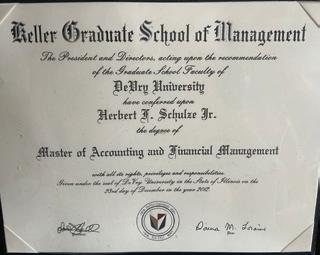 Keller Graduate School of Management
The President and Directors, acting upon the recommendation
of the Graduate School Faculty of
DeVry University
have conferred upon
Herbert F. Schulze Jr.
the degree of
Master of Accounting and Financial Management
with all its rights, privileges and responsibilities.
Given under the seal of DeVry University in the State of Illinois on the
23rd day of December in the year 2012.
Donna M. Loraine